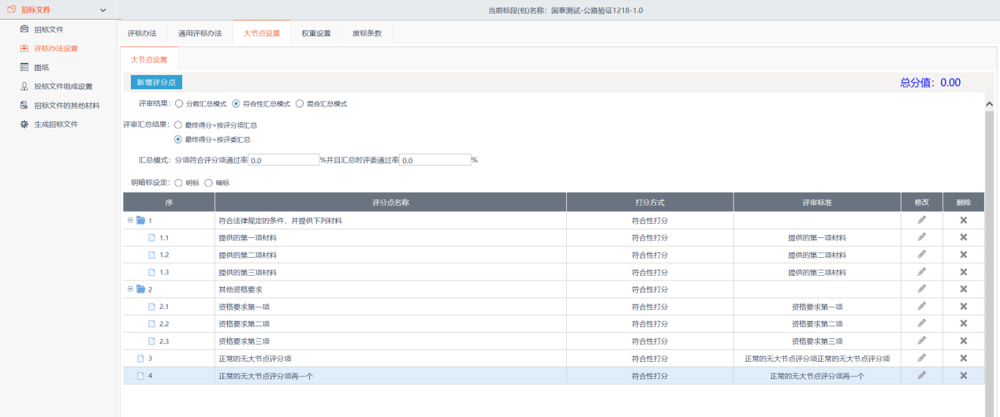 招标文件
当前标段(包)名称：国泰测试-公路验证1218-1.0
招标文件
评标办法设置
图纸
投标文件组成设置
招标文件的其他材料
生成招标文件
评标办法 通用评标办法 大节点设置 权重设置 废标条款
大节点设置
新增评分点 总分值：0.00
评审结果： 分数汇总模式 符合性汇总模式 混合汇总模式
评审汇总结果： 最终得分=按评分项汇总
最终得分=按评委汇总
汇总模式：分项符合评分项通过率 0.0 %并且汇总时评委通过率 0.0 %
明暗标设定： 明标 暗标
序 评分点名称 打分方式 评审标准 修改 删除
1 符合法律规定的条件，并提供下列材料 符合性打分
1.1 提供的第一项材料 符合性打分 提供的第一项材料
1.2 提供的第二项材料 符合性打分 提供的第二项材料
1.3 提供的第三项材料 符合性打分 提供的第三项材料
2 其他资格要求 符合性打分
2.1 资格要求第一项 符合性打分 资格要求第一项
2.2 资格要求第二项 符合性打分 资格要求第二项
2.3 资格要求第三项 符合性打分 资格要求第三项
3 正常的无大节点评分项 符合性打分 正常的无大节点评分项正常的无大节点评分项
4 正常的无大节点评分项再一个 符合性打分 正常的无大节点评分项再一个